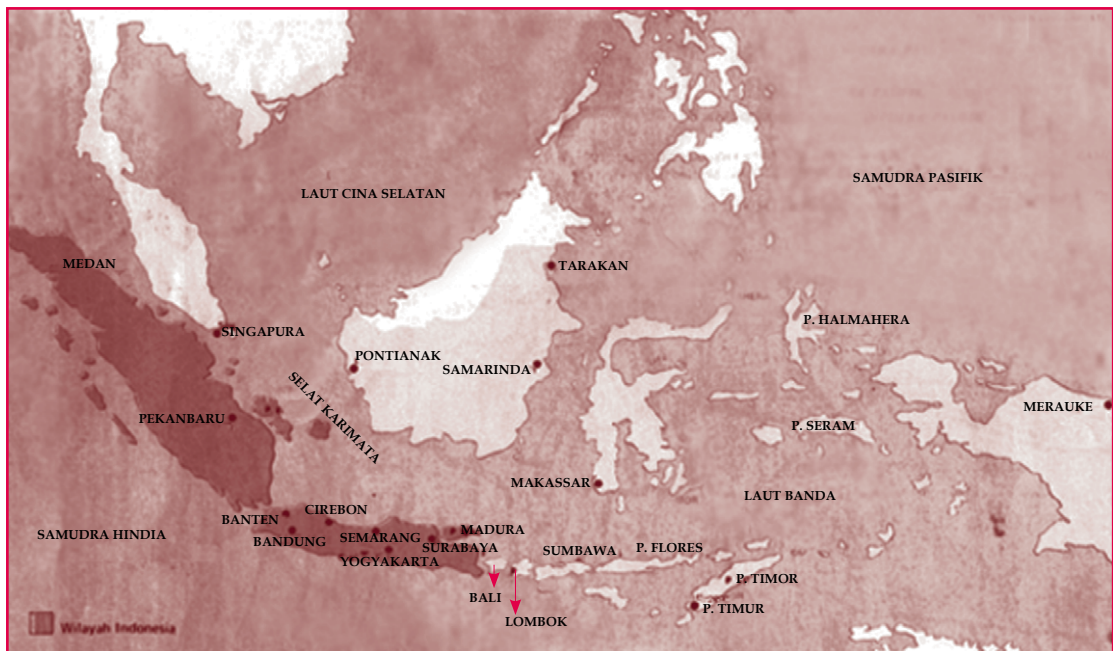 LAUT CINA SELATAN
SAMUDRA PASIFIK
MEDAN
TARAKAN
SINGAPURA
P. HALMAHERA
PONTIANAK
SAMARINDA
SELAT KARIMATA
PEKANBARU
MERAUKE
P. SERAM
MAKASSAR
LAUT BANDA
CIREBON
BANTEN
SAMUDRA HINDIA
BANDUNG
SEMARANG
MADURA
SURABAYA
YOGYAKARTA
SUMBAWA
P. FLORES
P. TIMOR
BALI
P. TIMUR
LOMBOK
Wilayah Indonesia